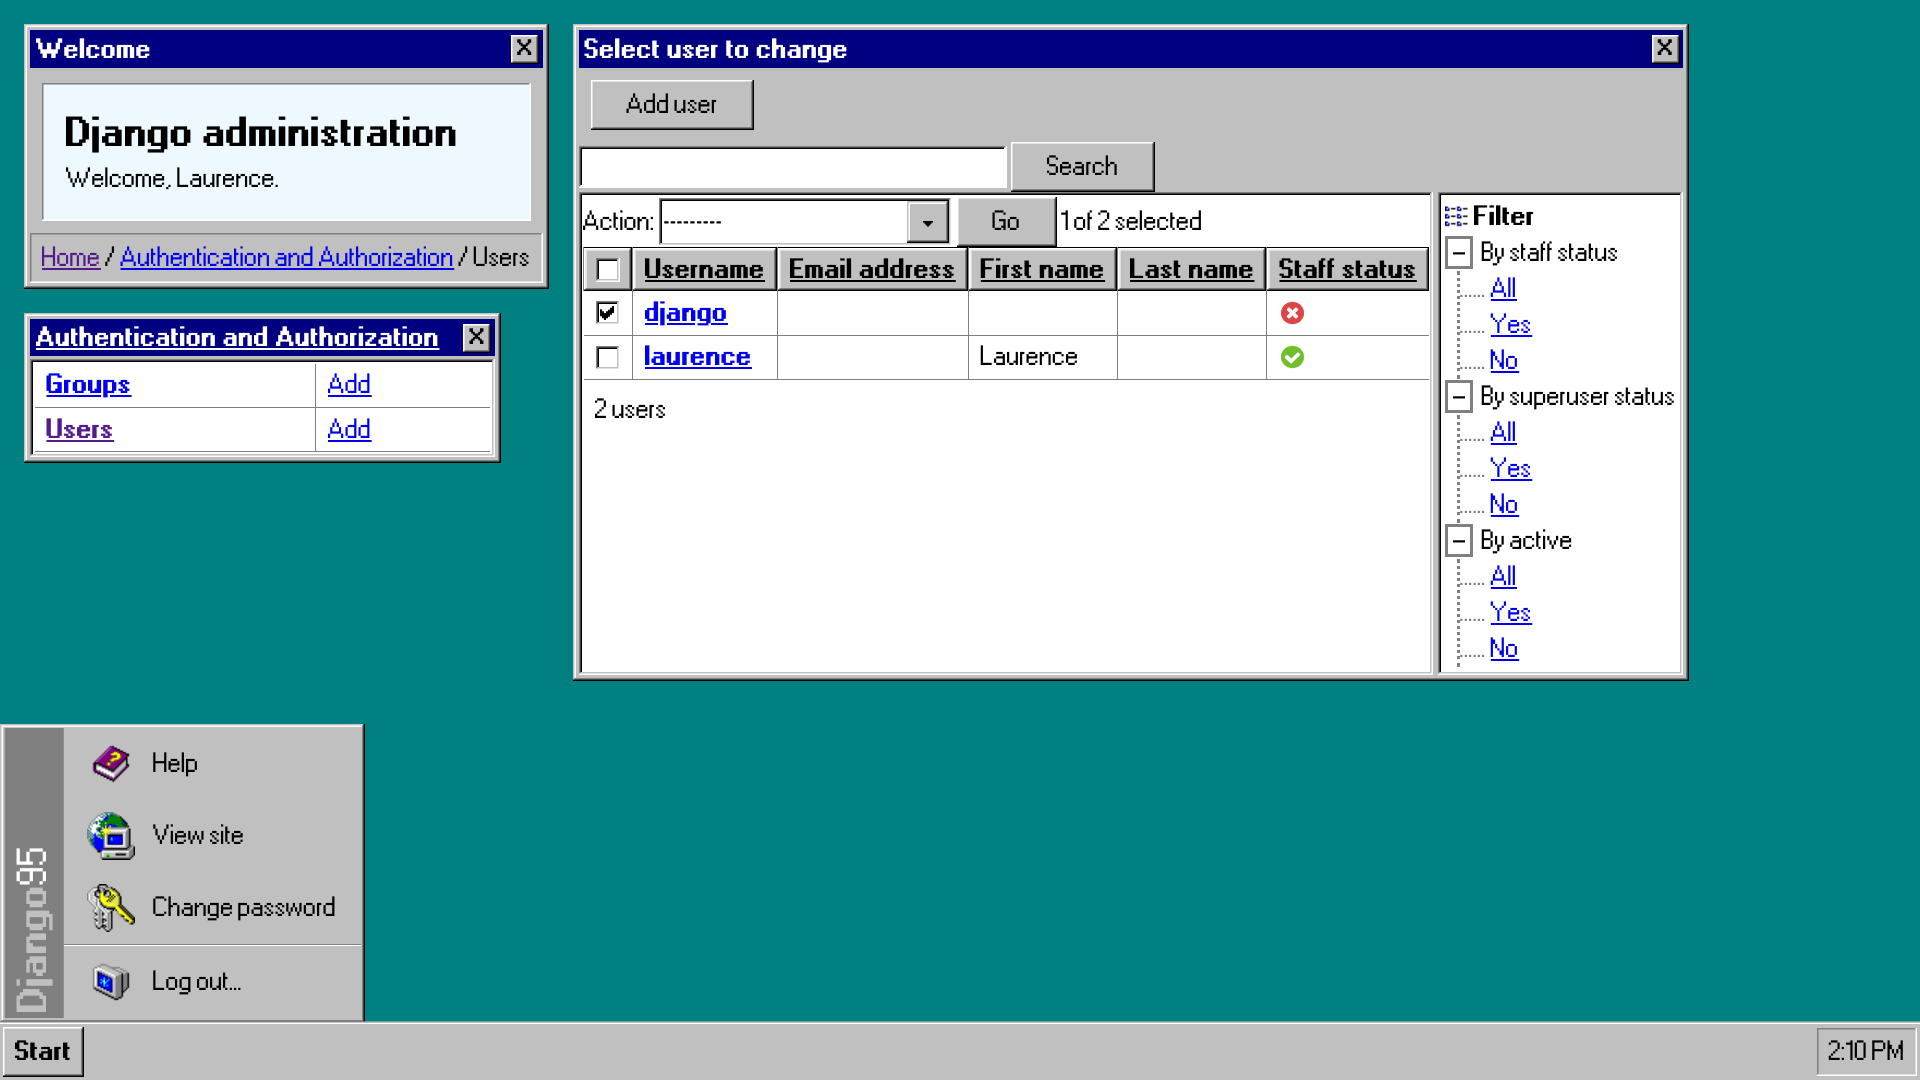 Welcome
Django administration
Welcome, Laurence.
Home / Authentication and Authorization / Users
Authentication and Authorization
Groups Add
Users Add
Select user to change
Add user
Search
Action: --------- Go 1 of 2 selected
Username Email address First name Last name Staff status
django
laurence Laurence
2 users
Filter
By staff status
All
Yes
No
By superuser status
All
Yes
No
By active
All
Yes
No
Django95
Help
View site
Change password
Log out...
Start
2:10 PM